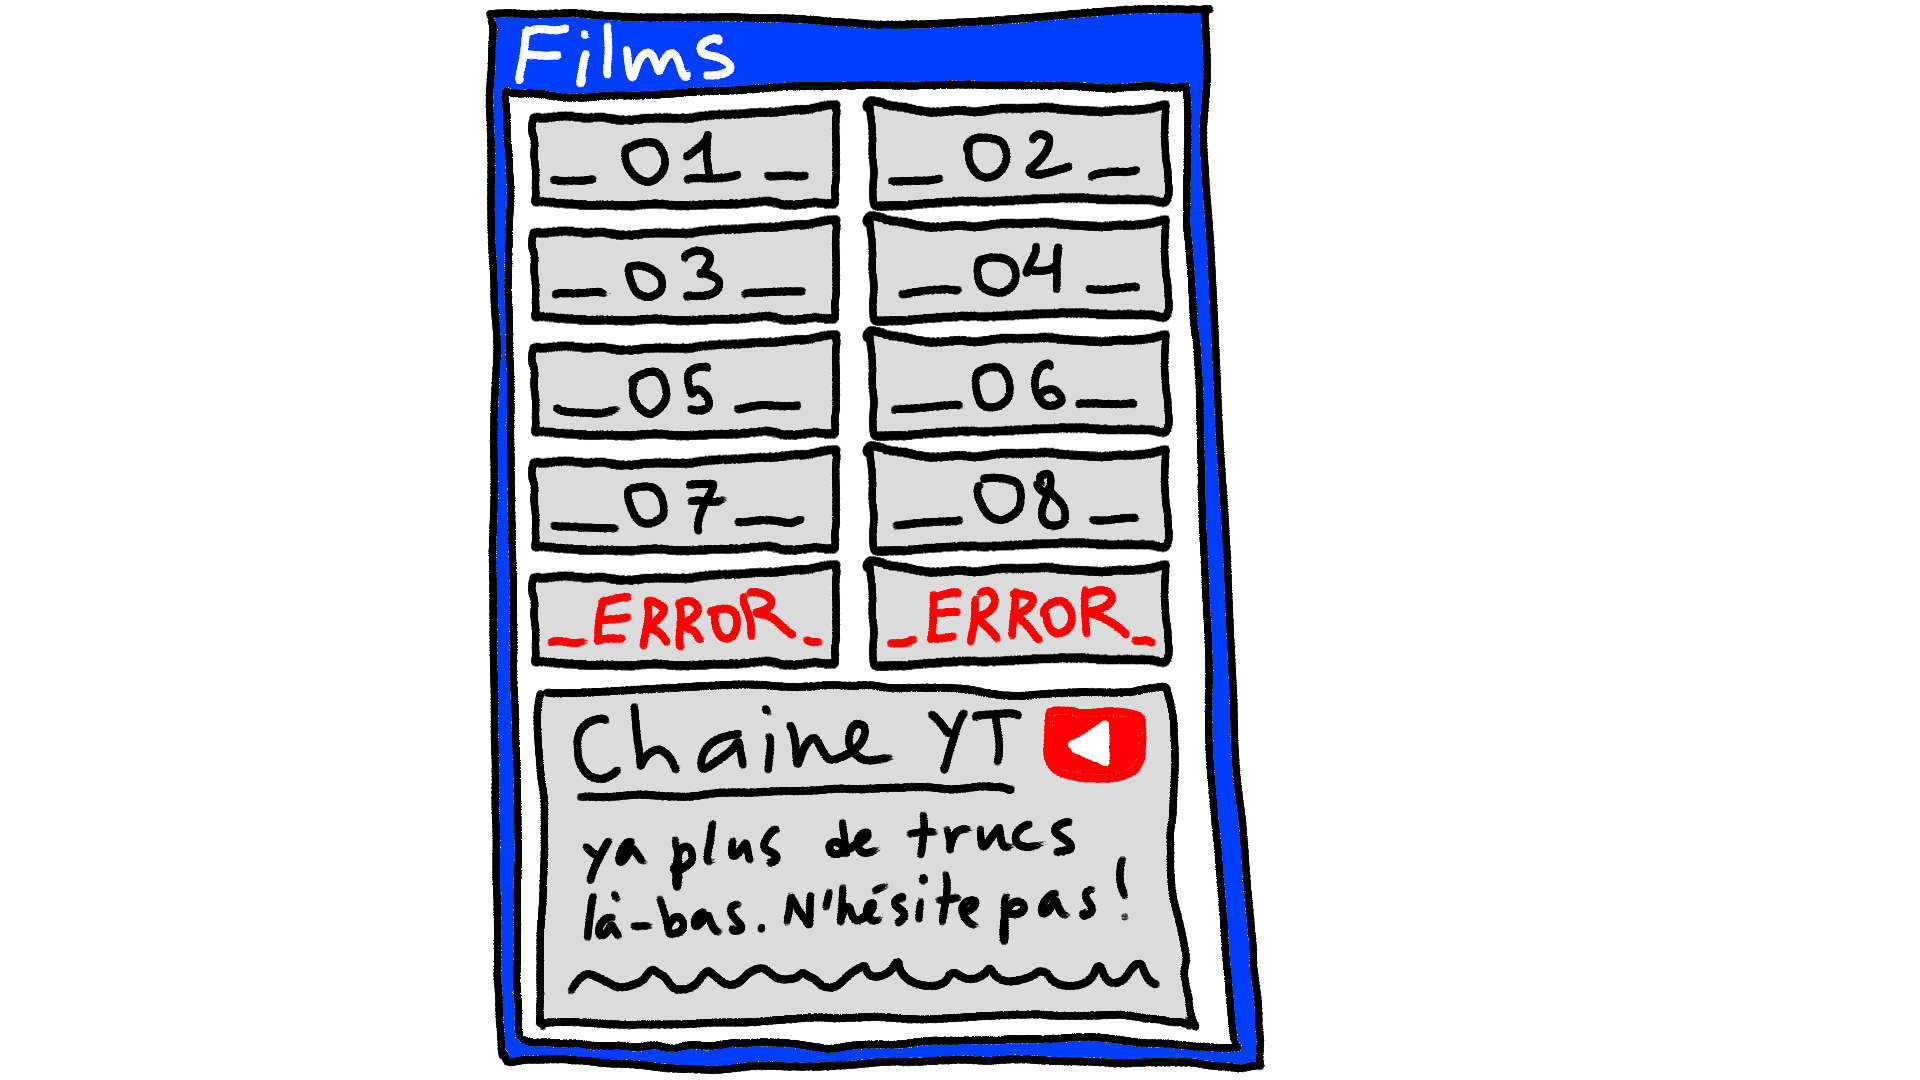 Films
_01_
_02_
_03_
_04_
_05_
_06_
_07_
_08_
_ERROR_
_ERROR_
Chaine YT
ya plus de trucs
là-bas. N'hésite pas!